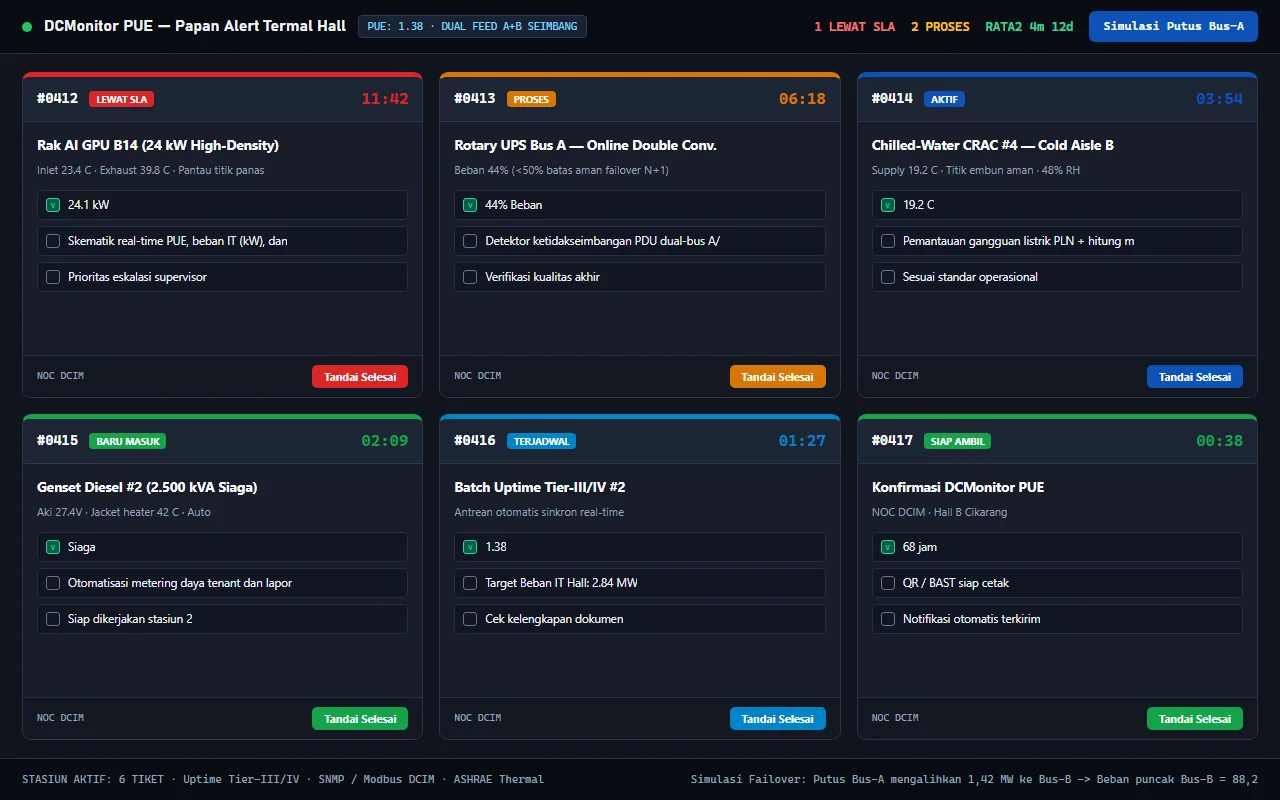 DCMonitor PUE — Papan Alert Termal Hall
PUE: 1.38 · DUAL FEED A+B SEIMBANG
1 LEWAT SLA 2 PROSES RATA2 4m 12d
Simulasi Putus Bus-A
#0412 LEWAT SLA 11:42
Rak AI GPU B14 (24 kW High-Density)
Inlet 23.4 C · Exhaust 39.8 C · Pantau titik panas
v 24.1 kW
Skematik real-time PUE, beban IT (kW), dan
Prioritas eskalasi supervisor
NOC DCIM
Tandai Selesai
#0413 PROSES 06:18
Rotary UPS Bus A — Online Double Conv.
Beban 44% (<50% batas aman failover N+1)
v 44% Beban
Detektor ketidakseimbangan PDU dual-bus A/
Verifikasi kualitas akhir
NOC DCIM
Tandai Selesai
#0414 AKTIF 03:54
Chilled-Water CRAC #4 — Cold Aisle B
Supply 19.2 C · Titik embun aman · 48% RH
v 19.2 C
Pemantauan gangguan listrik PLN + hitung m
Sesuai standar operasional
NOC DCIM
Tandai Selesai
#0415 BARU MASUK 02:09
Genset Diesel #2 (2.500 kVA Siaga)
Aki 27.4V · Jacket heater 42 C · Auto
v Siaga
Otomatisasi metering daya tenant dan lapor
Siap dikerjakan stasiun 2
NOC DCIM
Tandai Selesai
#0416 TERJADWAL 01:27
Batch Uptime Tier-III/IV #2
Antrean otomatis sinkron real-time
v 1.38
Target Beban IT Hall: 2.84 MW
Cek kelengkapan dokumen
NOC DCIM
Tandai Selesai
#0417 SIAP AMBIL 00:38
Konfirmasi DCMonitor PUE
NOC DCIM · Hall B Cikarang
v 68 jam
QR / BAST siap cetak
Notifikasi otomatis terkirim
NOC DCIM
Tandai Selesai
STASIUN AKTIF: 6 TIKET · Uptime Tier-III/IV · SNMP / Modbus DCIM · ASHRAE Thermal
Simulasi Failover: Putus Bus-A mengalihkan 1,42 MW ke Bus-B -> Beban puncak Bus-B = 88,2